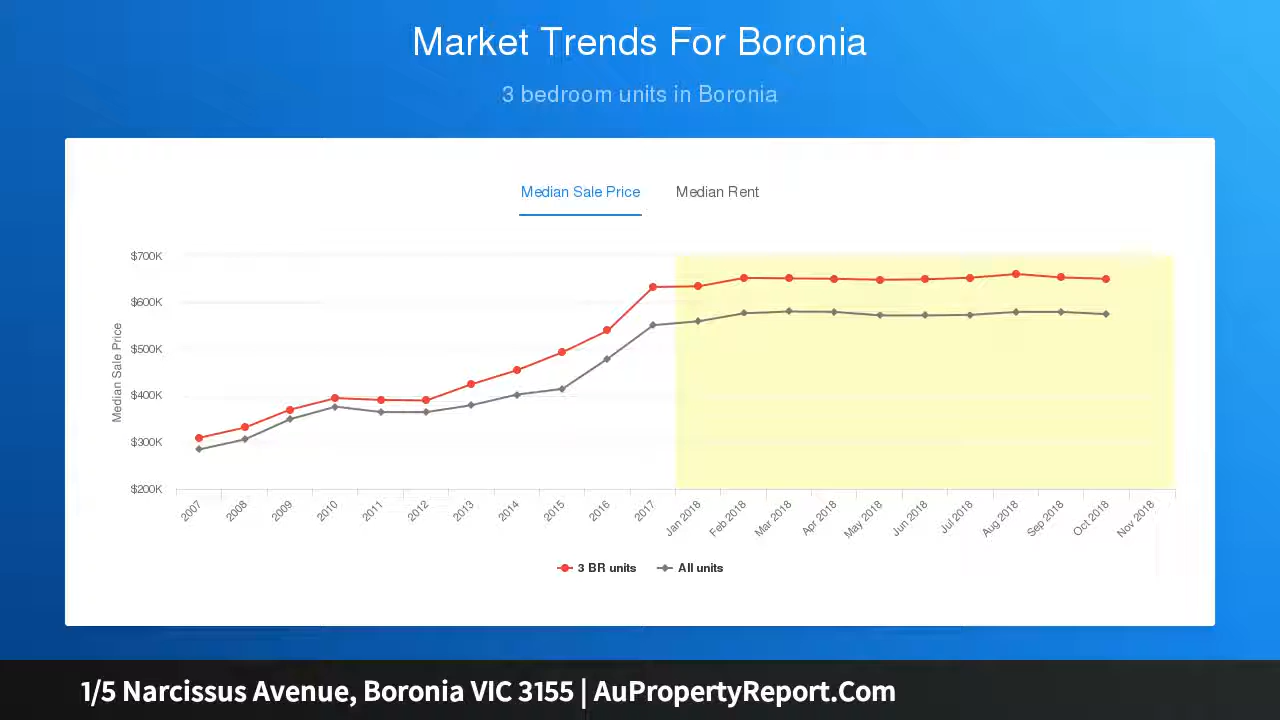 Market Trends For Boronia
3 bedroom units in Boronia
Median Sale Price Median Rent
$700K
$600K
$500K
$400K
$300K
$200K
Median Sale Price
2007 2008 2009 2010 2011 2012 2013 2014 2015 2016 2017 Jan 2018 Feb 2018 Mar 2018 Apr 2018 May 2018 Jun 2018 Jul 2018 Aug 2018 Sep 2018 Oct 2018 Nov 2018
3 BR units All units
1/5 Narcissus Avenue, Boronia VIC 3155 | AuPropertyReport.Com